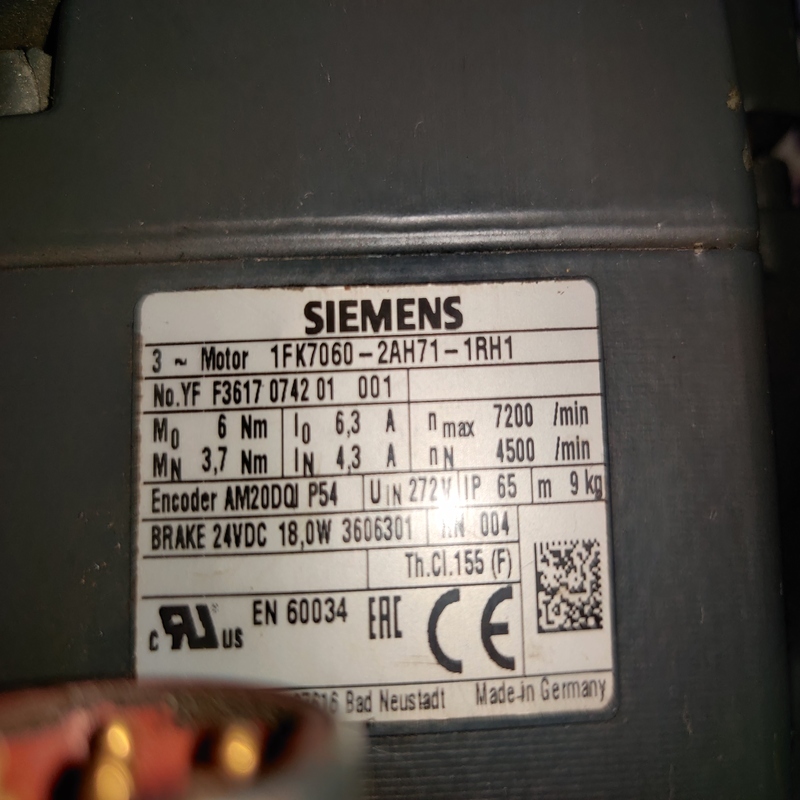 SIEMENS
3 ~ Motor 1FK7060-2AH71-1RH1
No.YF F3617 0742 01 001
M0 6 Nm I0 6,3 A nmax 7200 /min
MN 3,7 Nm IN 4,3 A nN 4500 /min
Encoder AM20DQI P54 UIN 272V IP 65 m 9 kg
BRAKE 24VDC 18,0W 3606301 RN 004
Th.Cl.155 (F)
c RU US EN 60034 EAC CE
Bad Neustadt Made in Germany